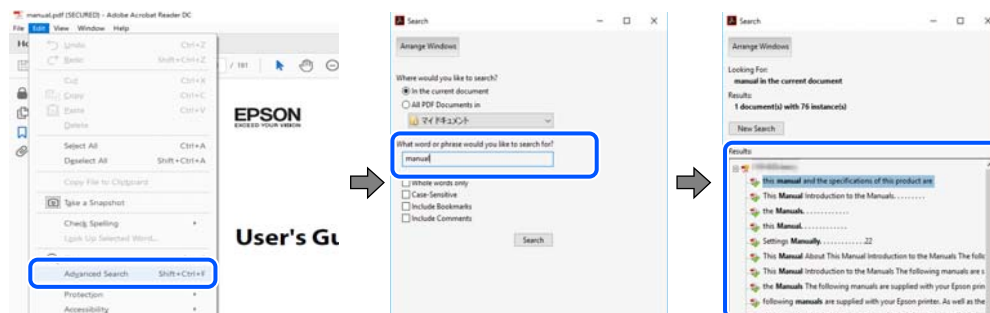 manual.pdf (SECURED) - Adobe Acrobat Reader DC
File Edit View Window Help
Undo Ctrl+Z
Redo Shift+Ctrl+Z
Cut Ctrl+X
Copy Ctrl+C
Paste Ctrl+V
Delete
Select All Ctrl+A
Deselect All Shift+Ctrl+A
Copy File to Clipboard
Take a Snapshot
Check Spelling
Look Up Selected Word...
Advanced Search Shift+Ctrl+F
Protection
Accessibility
/ 181
EPSON
EXCEED YOUR VISION
User's Gu
Search
Arrange Windows
Where would you like to search?
In the current document
All PDF Documents in
マイ ドキュメント
What word or phrase would you like to search for?
manual
Whole words only
Case-Sensitive
Include Bookmarks
Include Comments
Search
Search
Arrange Windows
Looking For:
manual in the current document
Results:
1 document(s) with 76 instance(s)
New Search
Results:
this manual and the specifications of this product are
This Manual Introduction to the Manuals. . . . . . . .
the Manuals. . . . . . . . . . . .
this Manual. . . . . . . . . . . .
Settings Manually. . . . . . . . . . . .22
This Manual About This Manual Introduction to the Manuals The follo
This Manual Introduction to the Manuals The following manuals are s
the Manuals The following manuals are supplied with your Epson prin
following manuals are supplied with your Epson printer. As well as the